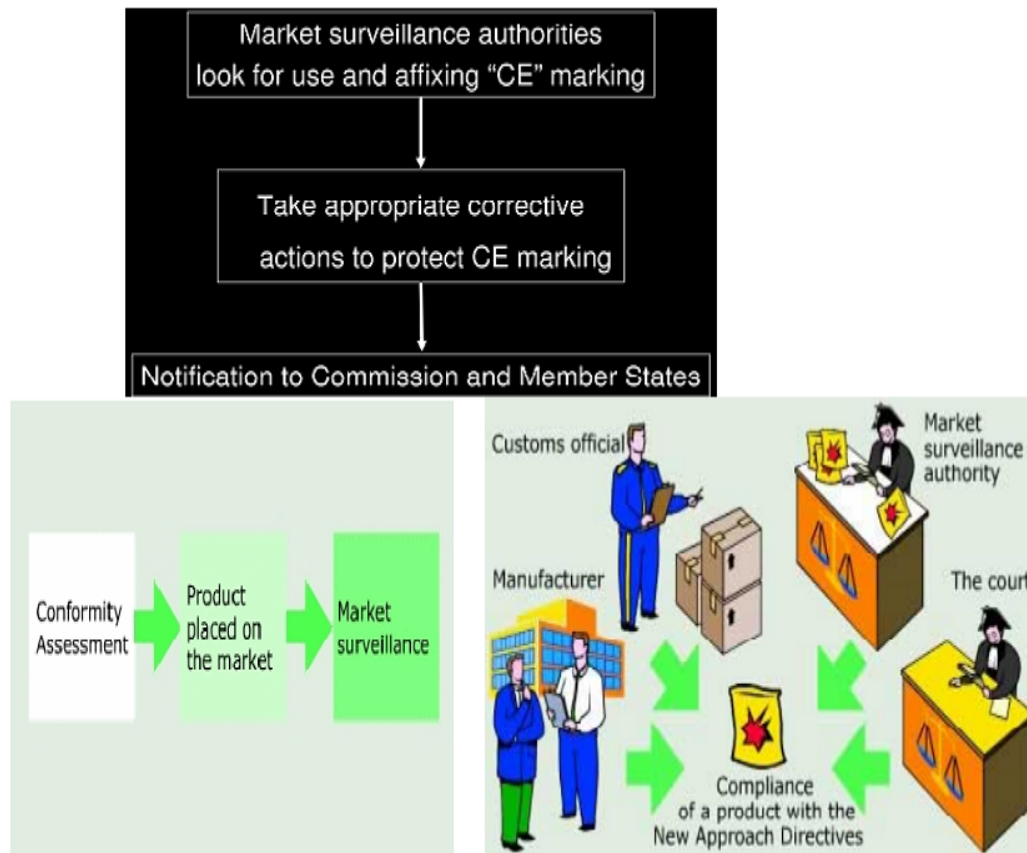 Market surveillance authorities
look for use and affixing “CE” marking
Take appropriate corrective
actions to protect CE marking
Notification to Commission and Member States
Conformity
Assessment
Product
placed on
the market
Market
surveillance
Customs official
Market
surveillance
authority
Manufacturer
The court
Compliance
of a product with the
New Approach Directives